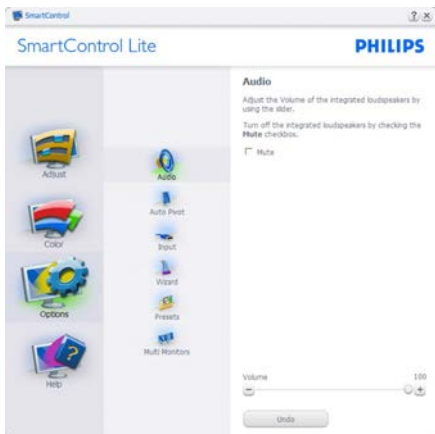 SmartControl
SmartControl Lite
PHILIPS
Adjust
Color
Options
Help
Audio
Auto Pivot
Input
Wizard
Presets
Multi Monitors
Audio
Adjust the Volume of the integrated loudspeakers by
using the slider.
Turn off the integrated loudspeakers by checking the
Mute checkbox.
Mute
Volume
100
Undo